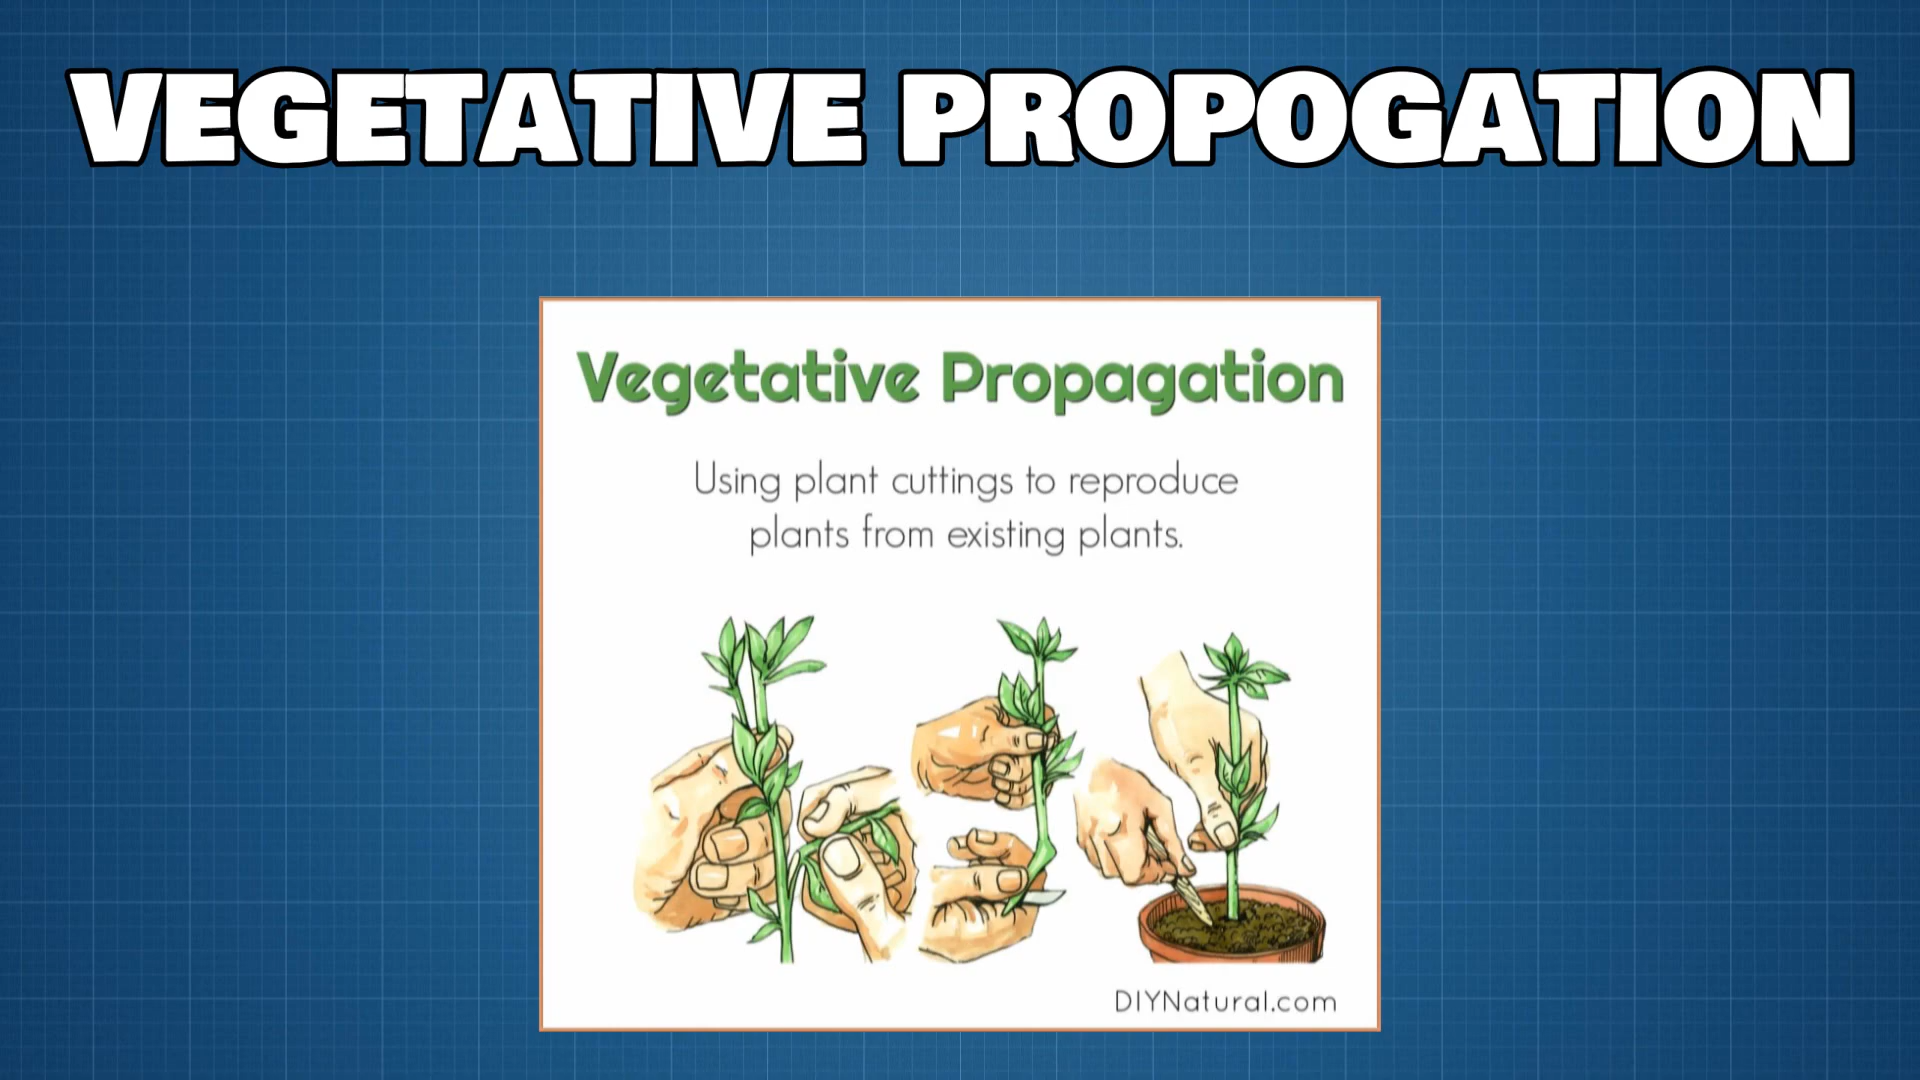 VEGETATIVE PROPOGATION
Vegetative Propagation
Using plant cuttings to reproduce
plants from existing plants.
DIYNatural.com